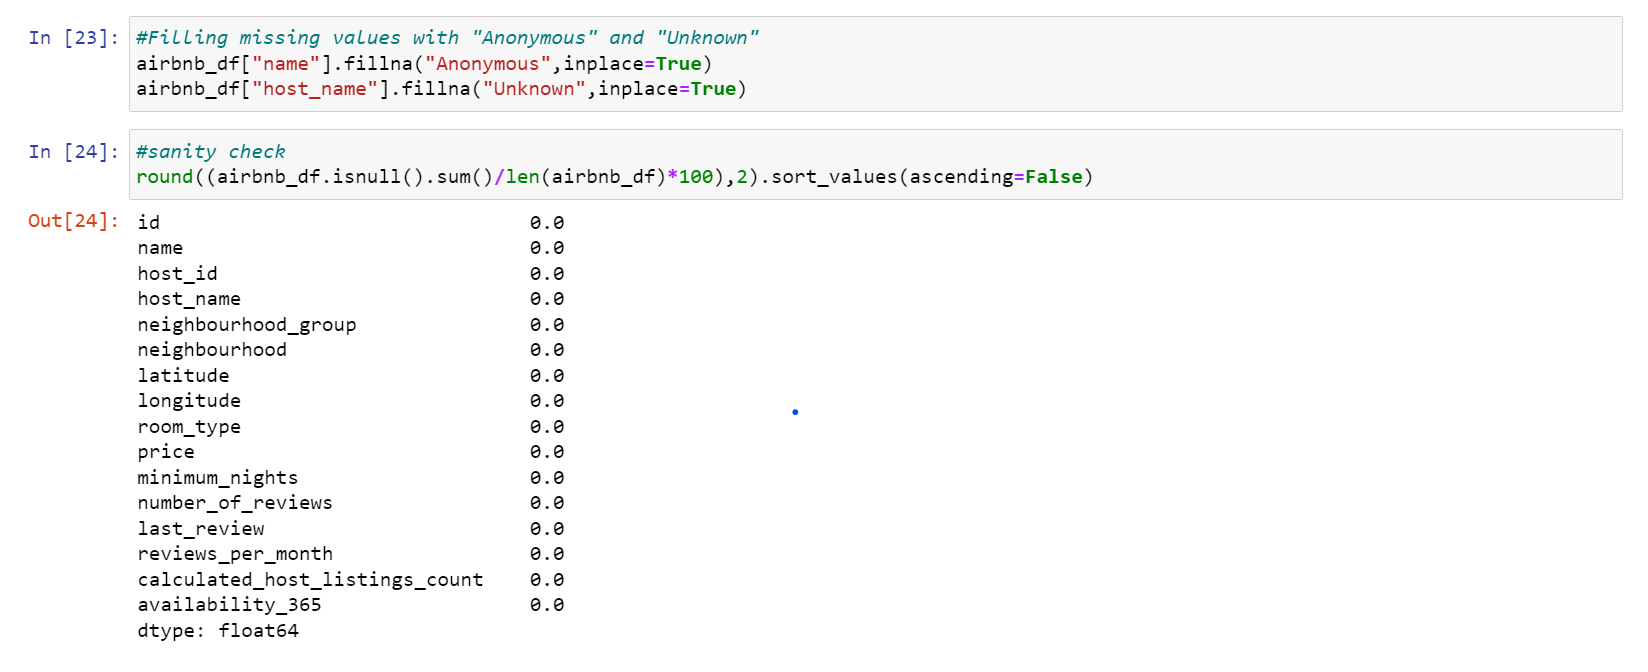 In [23]: #Filling missing values with "Anonymous" and "Unknown"
airbnb_df["name"].fillna("Anonymous",inplace=True)
airbnb_df["host_name"].fillna("Unknown",inplace=True)
In [24]: #sanity check
round((airbnb_df.isnull().sum()/len(airbnb_df)*100),2).sort_values(ascending=False)
Out[24]: id 0.0
name 0.0
host_id 0.0
host_name 0.0
neighbourhood_group 0.0
neighbourhood 0.0
latitude 0.0
longitude 0.0
room_type 0.0
price 0.0
minimum_nights 0.0
number_of_reviews 0.0
last_review 0.0
reviews_per_month 0.0
calculated_host_listings_count 0.0
availability_365 0.0
dtype: float64